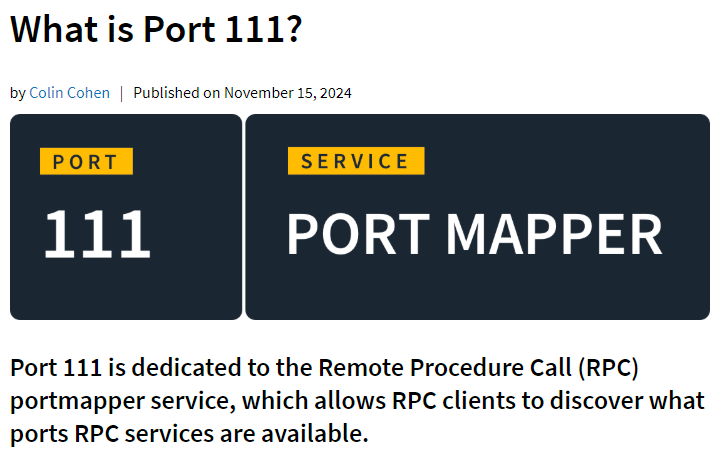 What is Port 111?
by Colin Cohen | Published on November 15, 2024
PORT
111
SERVICE
PORT MAPPER
Port 111 is dedicated to the Remote Procedure Call (RPC)
portmapper service, which allows RPC clients to discover what
ports RPC services are available.